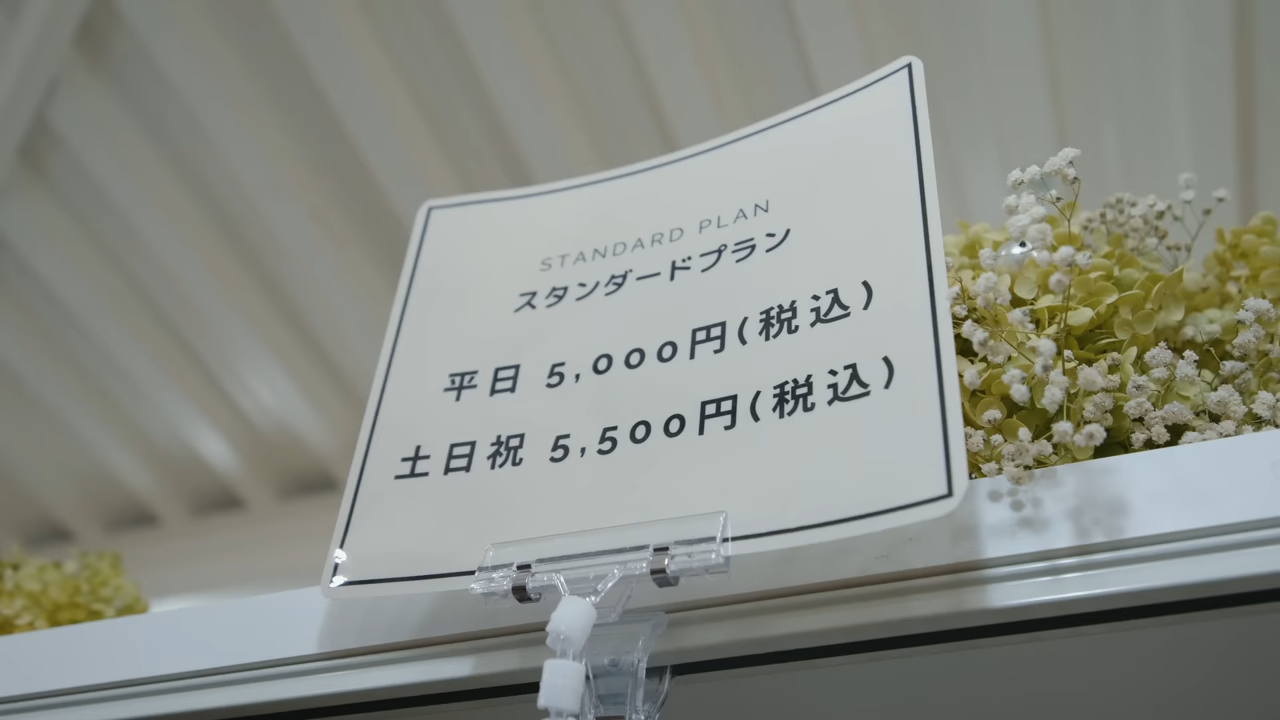 STANDARD PLAN
スタンダードプラン
平日 5,000円(税込)
土日祝 5,500円(税込)